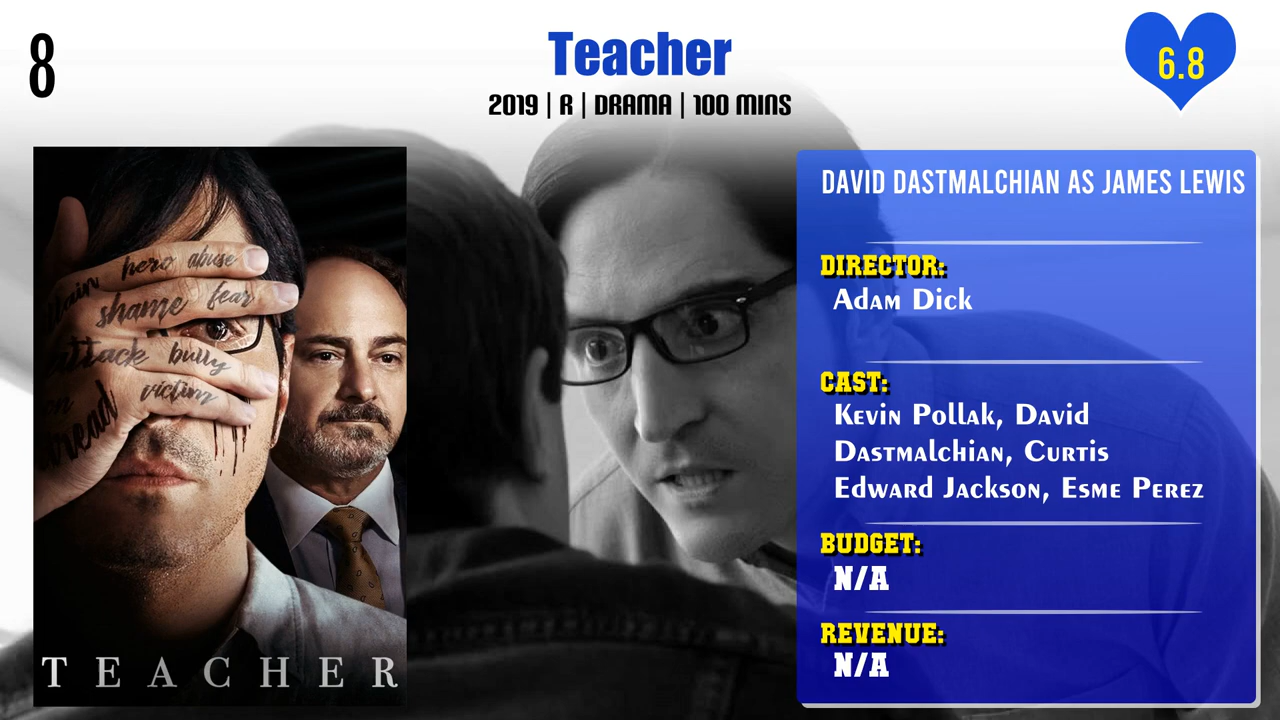 8
Teacher
2019 | R | DRAMA | 100 MINS
6.8
hero abuse
shame fear
attack bully
victim
TEACHER
DAVID DASTMALCHIAN AS JAMES LEWIS
DIRECTOR:
Adam Dick
CAST:
Kevin Pollak, David
Dastmalchian, Curtis
Edward Jackson, Esme Perez
BUDGET:
N/A
REVENUE:
N/A